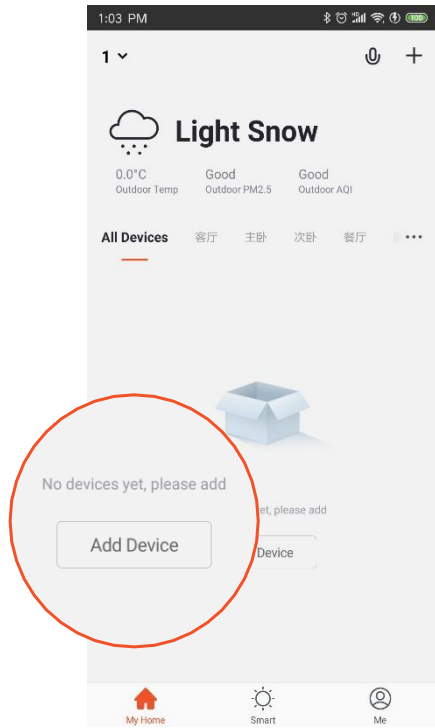 1:03 PM
100
1
Light Snow
0.0°C Good Good
Outdoor Temp Outdoor PM2.5 Outdoor AQI
All Devices 客厅 主卧 次卧 餐厅
No devices yet, please add
et, please add
Add Device
Device
My Home Smart Me